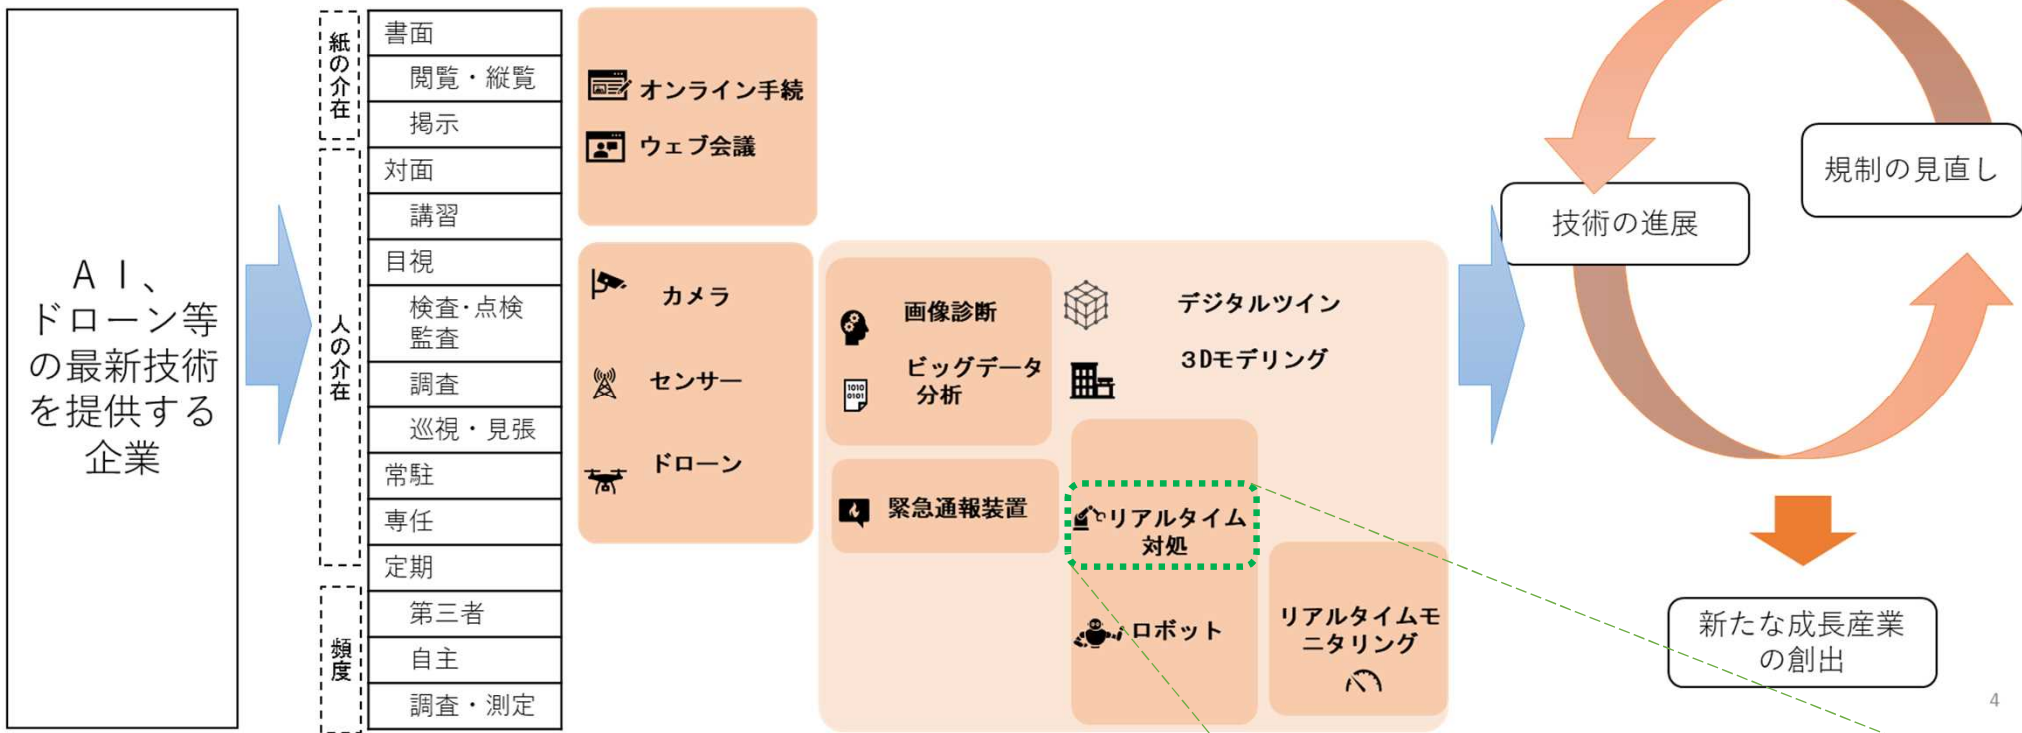 ＡＩ、
ドローン等
の最新技術
を提供する
企業
紙の介在
人の介在
頻度
書面
閲覧・縦覧
掲示
対面
講習
目視
検査・点検
監査
調査
巡視・見張
常駐
専任
定期
第三者
自主
調査・測定
オンライン手続
ウェブ会議
カメラ
センサー
ドローン
画像診断
ビッグデータ
分析
緊急通報装置
デジタルツイン
3Dモデリング
リアルタイム
対処
ロボット
リアルタイムモ
ニタリング
規制の見直し
技術の進展
新たな成長産業
の創出
4